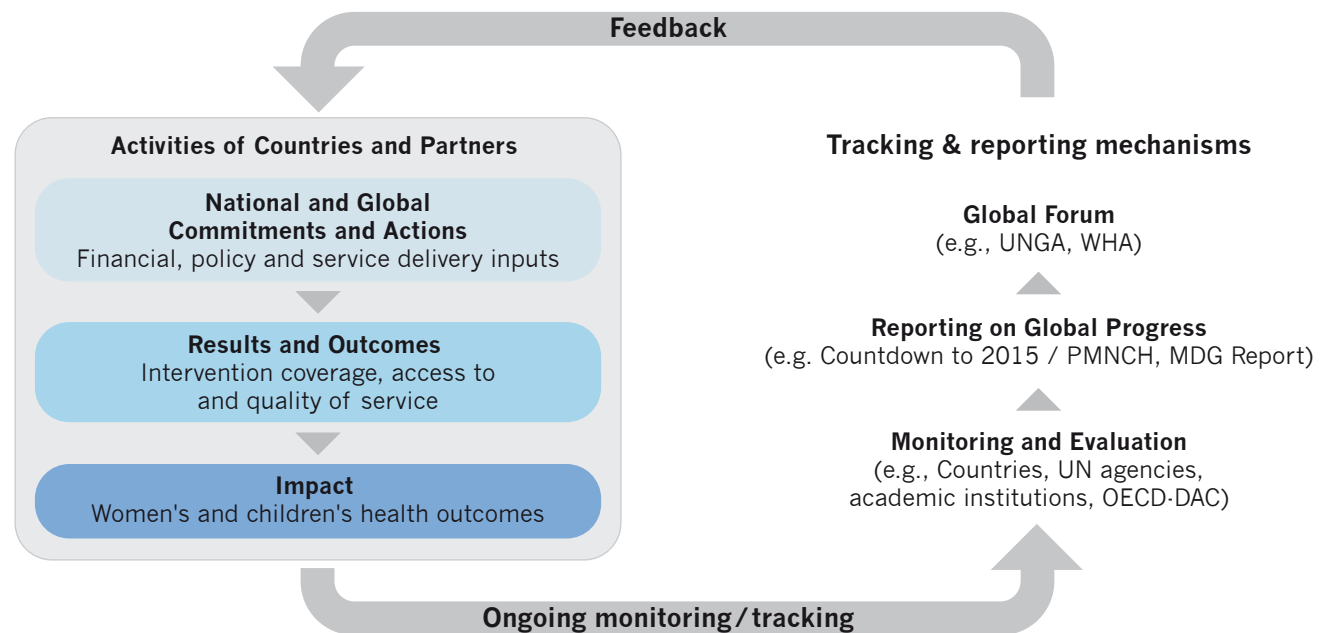 Feedback
Activities of Countries and Partners
National and Global
Commitments and Actions
Financial, policy and service delivery inputs
Results and Outcomes
Intervention coverage, access to
and quality of service
Impact
Women's and children's health outcomes
Tracking & reporting mechanisms
Global Forum
(e.g., UNGA, WHA)
Reporting on Global Progress
(e.g. Countdown to 2015 / PMNCH, MDG Report)
Monitoring and Evaluation
(e.g., Countries, UN agencies,
academic institutions, OECD-DAC)
Ongoing monitoring/tracking